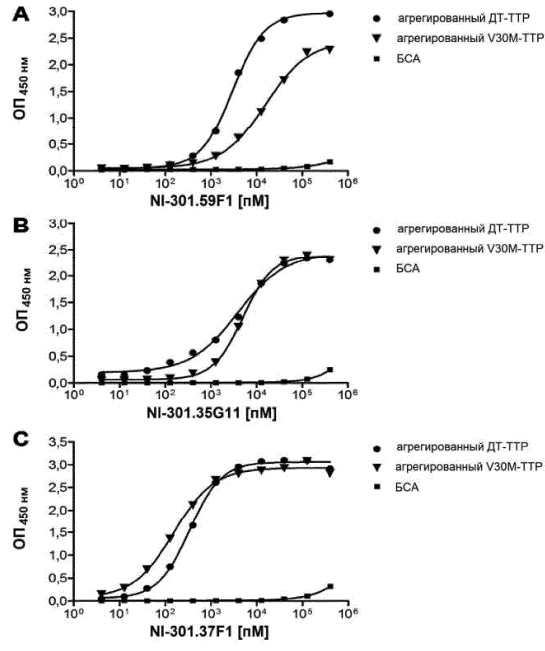 A
ОП 450 нм
3,0
2,5
2,0
1,5
1,0
0,5
0,0
10⁰ 10¹ 10² 10³ 10⁴ 10⁵ 10⁶
NI-301.59F1 [пМ]
агрегированный ДТ-ТТР
агрегированный V30M-ТТР
БСА
B
ОП 450 нм
3,0
2,5
2,0
1,5
1,0
0,5
0,0
10⁰ 10¹ 10² 10³ 10⁴ 10⁵ 10⁶
NI-301.35G11 [пМ]
агрегированный ДТ-ТТР
агрегированный V30M-ТТР
БСА
C
ОП 450 нм
3,5
3,0
2,5
2,0
1,5
1,0
0,5
0,0
10⁰ 10¹ 10² 10³ 10⁴ 10⁵ 10⁶
NI-301.37F1 [пМ]
агрегированный ДТ-ТТР
агрегированный V30M-ТТР
БСА